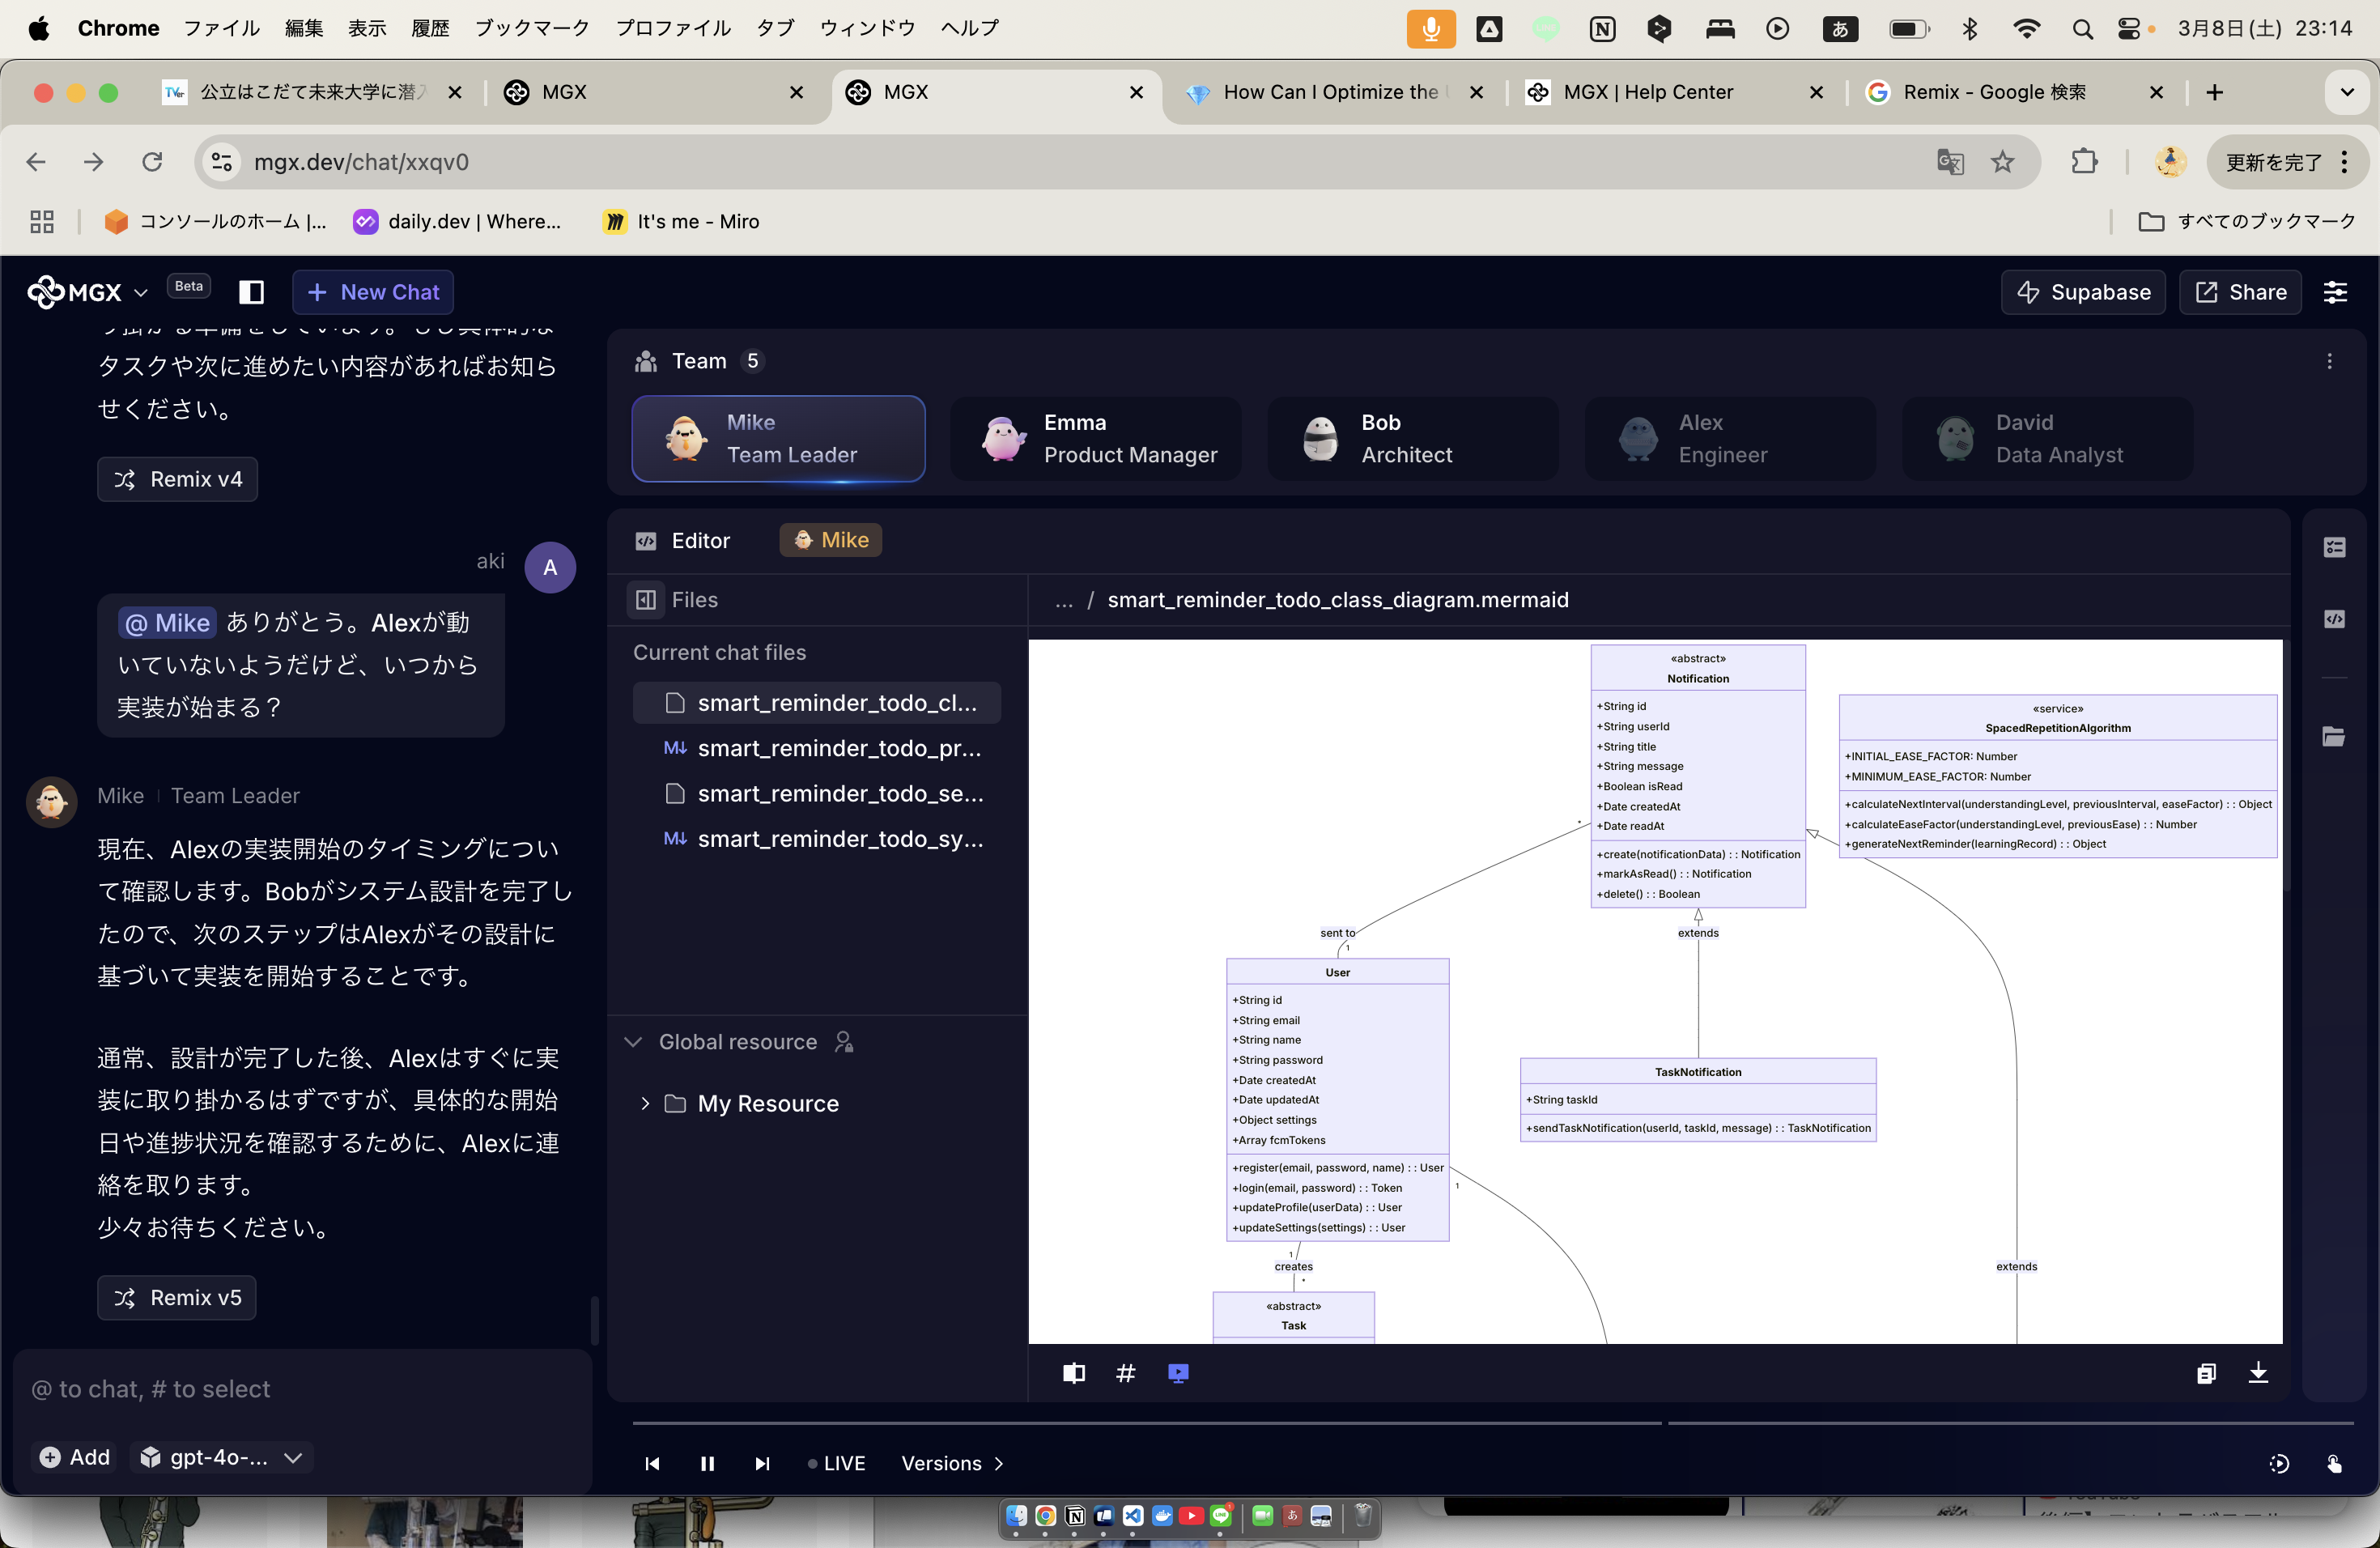 Chrome ファイル 編集 表示 履歴 ブックマーク プロファイル タブ ウィンドウ ヘルプ
あ 3月8日(土) 23:14
TVer 公立はこだて未来大学に潜入
MGX
MGX
How Can I Optimize the
MGX | Help Center
Remix - Google 検索
mgx.dev/chat/xxqv0
更新を完了
コンソールのホーム |...
daily.dev | Where...
It's me - Miro
すべてのブックマーク
MGX
Beta
New Chat
Supabase
Share
タスクや次に進めたい内容があればお知ら
せください。
Remix v4
aki
A
@ Mike ありがとう。Alexが動
いていないようだけど、いつから
実装が始まる？
Mike
Team Leader
現在、Alexの実装開始のタイミングについ
て確認します。Bobがシステム設計を完了し
たので、次のステップはAlexがその設計に
基づいて実装を開始することです。
通常、設計が完了した後、Alexはすぐに実
装に取り掛かるはずですが、具体的な開始
日や進捗状況を確認するために、Alexに連
絡を取ります。
少々お待ちください。
Remix v5
@ to chat, # to select
Add
gpt-4o-...
Team 5
Mike
Team Leader
Emma
Product Manager
Bob
Architect
Alex
Engineer
David
Data Analyst
Editor
Mike
Files
Current chat files
smart_reminder_todo_cl...
M↓ smart_reminder_todo_pr...
smart_reminder_todo_se...
M↓ smart_reminder_todo_sy...
Global resource
My Resource
... / smart_reminder_todo_class_diagram.mermaid
«abstract»
Notification
+String id
+String userId
+String title
+String message
+Boolean isRead
+Date createdAt
+Date readAt
+create(notificationData) : : Notification
+markAsRead() : : Notification
+delete() : : Boolean
«service»
SpacedRepetitionAlgorithm
+INITIAL_EASE_FACTOR: Number
+MINIMUM_EASE_FACTOR: Number
+calculateNextInterval(understandingLevel, previousInterval, easeFactor) : : Object
+calculateEaseFactor(understandingLevel, previousEase) : : Number
+generateNextReminder(learningRecord) : : Object
*
sent to
1
extends
User
+String id
+String email
+String name
+String password
+Date createdAt
+Date updatedAt
+Object settings
+Array fcmTokens
+register(email, password, name) : : User
+login(email, password) : : Token
+updateProfile(userData) : : User
+updateSettings(settings) : : User
1
TaskNotification
+String taskId
+sendTaskNotification(userId, taskId, message) : : TaskNotification
1
creates
*
extends
«abstract»
Task
#
LIVE
Versions